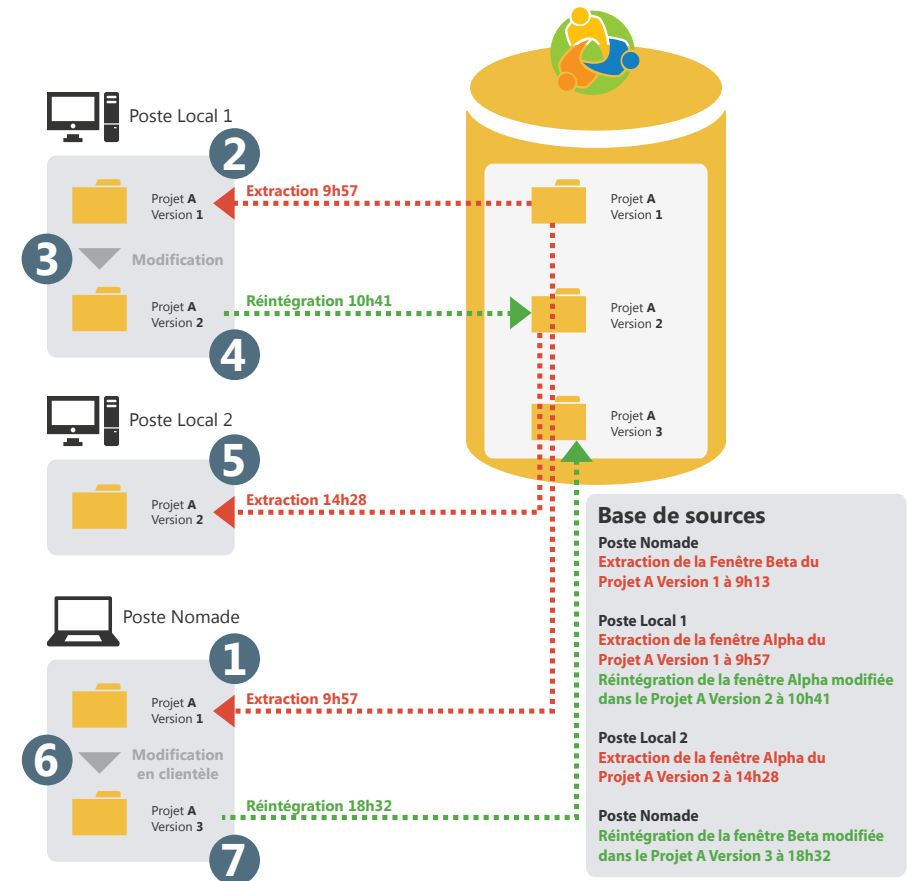 Poste Local 1
2
Projet A
Version 1
Extraction 9h57
Projet A
Version 1
3
Modification
Projet A
Version 2
Réintégration 10h41
Projet A
Version 2
4
Poste Local 2
Projet A
Version 3
5
Projet A
Version 2
Extraction 14h28
Poste Nomade
1
Projet A
Version 1
Extraction 9h57
6
Modification
en clientèle
Projet A
Version 3
Réintégration 18h32
7
Base de sources
Poste Nomade
Extraction de la Fenêtre Beta du
Projet A Version 1 à 9h13
Poste Local 1
Extraction de la fenêtre Alpha du
Projet A Version 1 à 9h57
Réintégration de la fenêtre Alpha modifiée
dans le Projet A Version 2 à 10h41
Poste Local 2
Extraction de la fenêtre Alpha du
Projet A Version 2 à 14h28
Poste Nomade
Réintégration de la fenêtre Beta modifiée
dans le Projet A Version 3 à 18h32